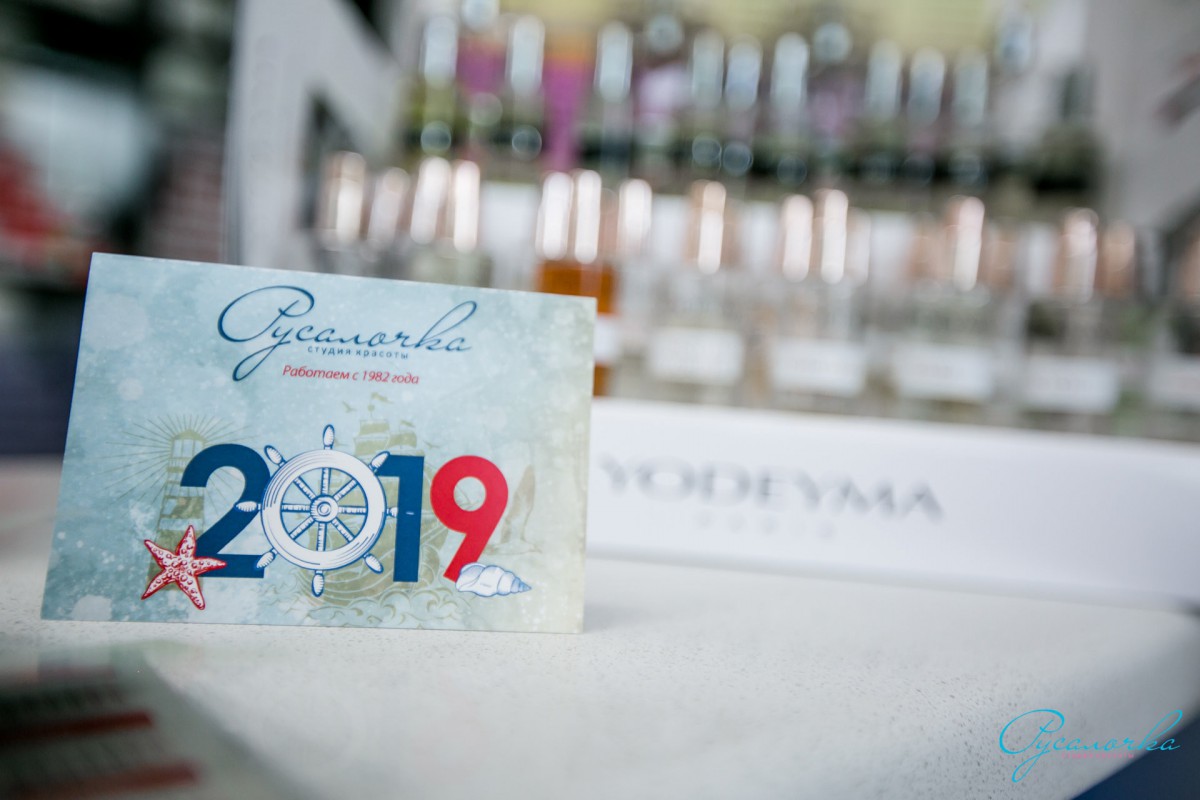 Русалочка
студия красоты
Работаем с 1982 года
2019
YODEYMA
Русалочка